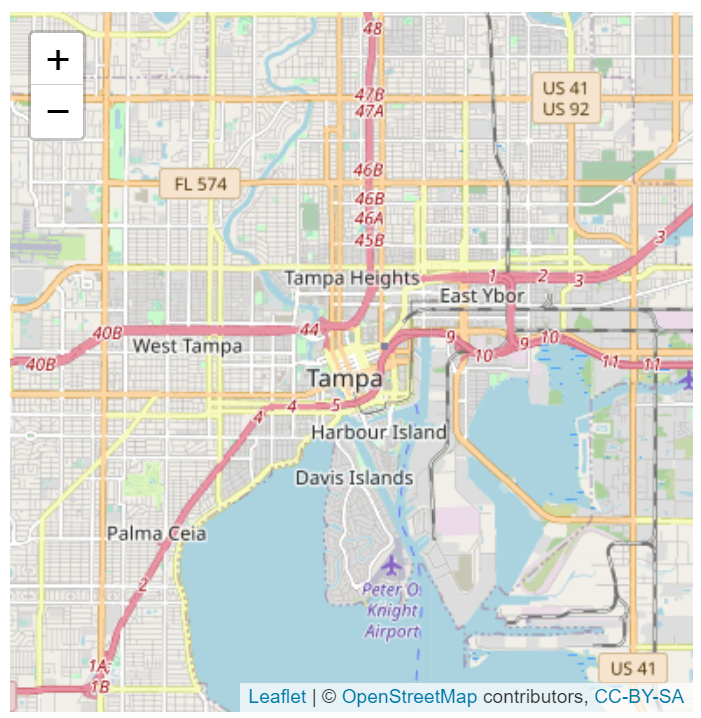 48
+
−
47B
47A
US 41
US 92
46B
FL 574
46B
46A
45B
3
Tampa Heights
1
2
3
East Ybor
40B
44
9
10
West Tampa
9
10
40B
11
11
Tampa
4
4
5
Harbour Island
Davis Islands
Palma Ceia
2
Peter O.
Knight
Airport
1A;
1B
US 41
Leaflet | © OpenStreetMap contributors, CC-BY-SA